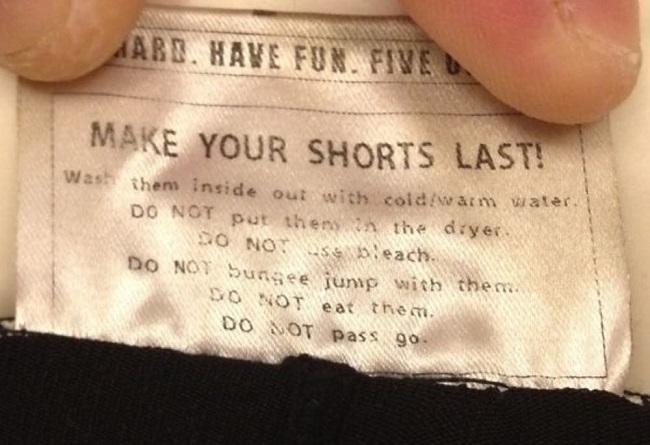 HARD. HAVE FUN. FIVE
MAKE YOUR SHORTS LAST!
Wash them inside out with cold/warm water.
DO NOT put them in the dryer.
DO NOT use bleach.
DO NOT bungee jump with them.
DO NOT eat them.
DO NOT pass go.